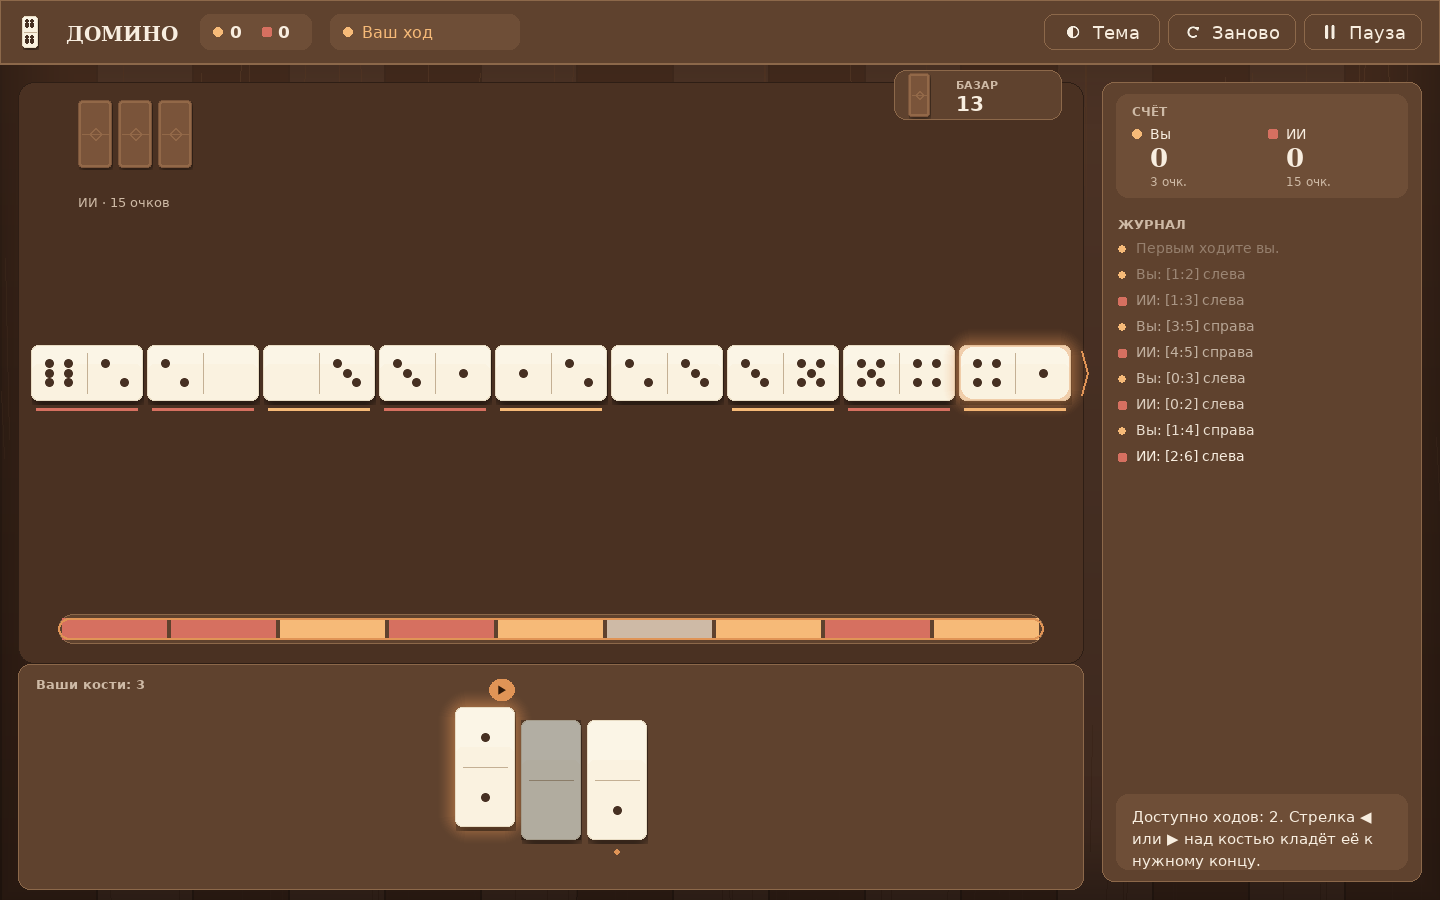 ДОМИНО
0
0
Ваш ход
Тема
Заново
Пауза
БАЗАР
13
ИИ · 15 очков
СЧЁТ
Вы
ИИ
0
0
3 очк.
15 очк.
ЖУРНАЛ
Первым ходите вы.
Вы: [1:2] слева
ИИ: [1:3] слева
Вы: [3:5] справа
ИИ: [4:5] справа
Вы: [0:3] слева
ИИ: [0:2] слева
Вы: [1:4] справа
ИИ: [2:6] слева
Ваши кости: 3
Доступно ходов: 2. Стрелка ◀
или ▶ над костью кладёт её к
нужному концу.